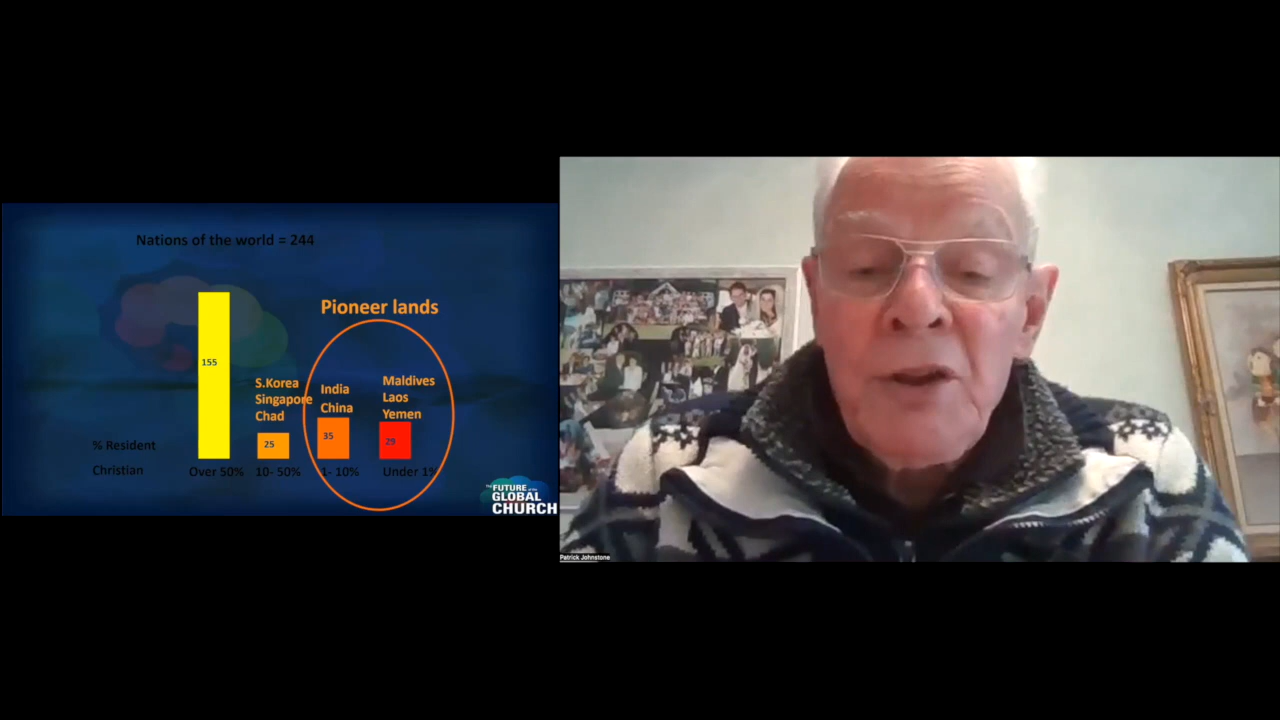 Nations of the world = 244
Pioneer lands
155
S.Korea
Singapore
Chad
India
China
Maldives
Laos
Yemen
25
35
29
% Resident
Christian
Over 50%
10- 50%
1- 10%
Under 1%
The FUTURE of the
GLOBAL
CHURCH
Patrick Johnstone